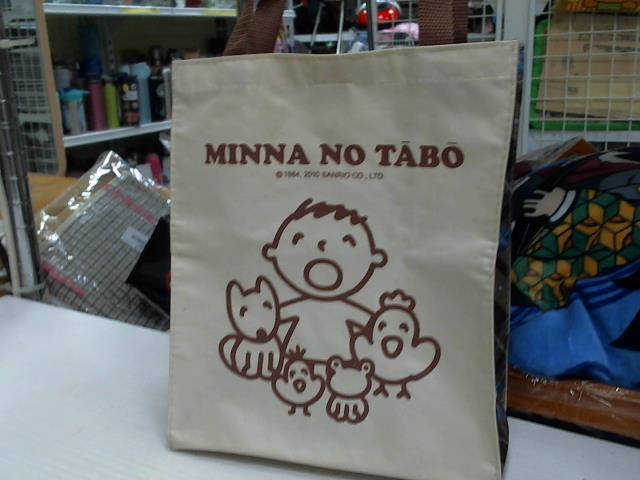 MINNA NO TĀBŌ
© 1984, 2010 SANRIO CO., LTD.